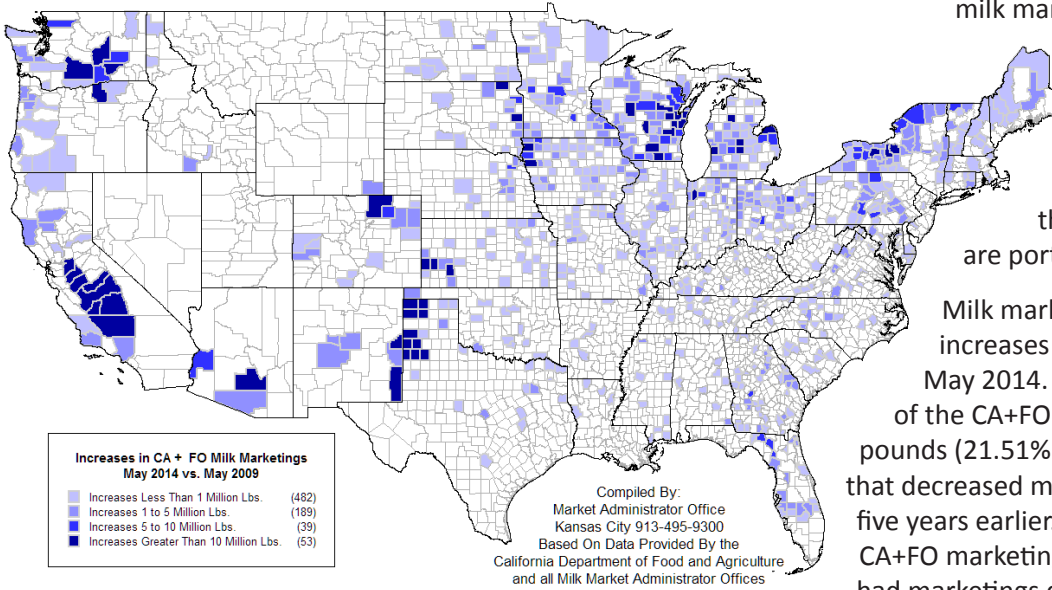 milk mar
th
are port
Milk mark
increases
May 2014.
of the CA+FO
pounds (21.51%
that decreased m
five years earlier.
CA+FO marketin
had marketings
Increases in CA + FO Milk Marketings
May 2014 vs. May 2009
Increases Less Than 1 Million Lbs. (482)
Increases 1 to 5 Million Lbs. (189)
Increases 5 to 10 Million Lbs. (39)
Increases Greater Than 10 Million Lbs. (53)
Compiled By:
Market Administrator Office
Kansas City 913-495-9300
Based On Data Provided By the
California Department of Food and Agriculture
and all Milk Market Administrator Offices